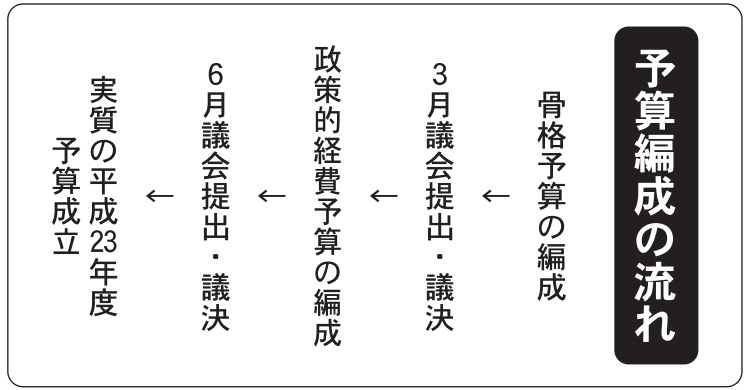 予算編成の流れ
骨格予算の編成
←
3月議会提出・議決
←
政策的経費予算の編成
←
6月議会提出・議決
←
実質の平成23年度
予算成立